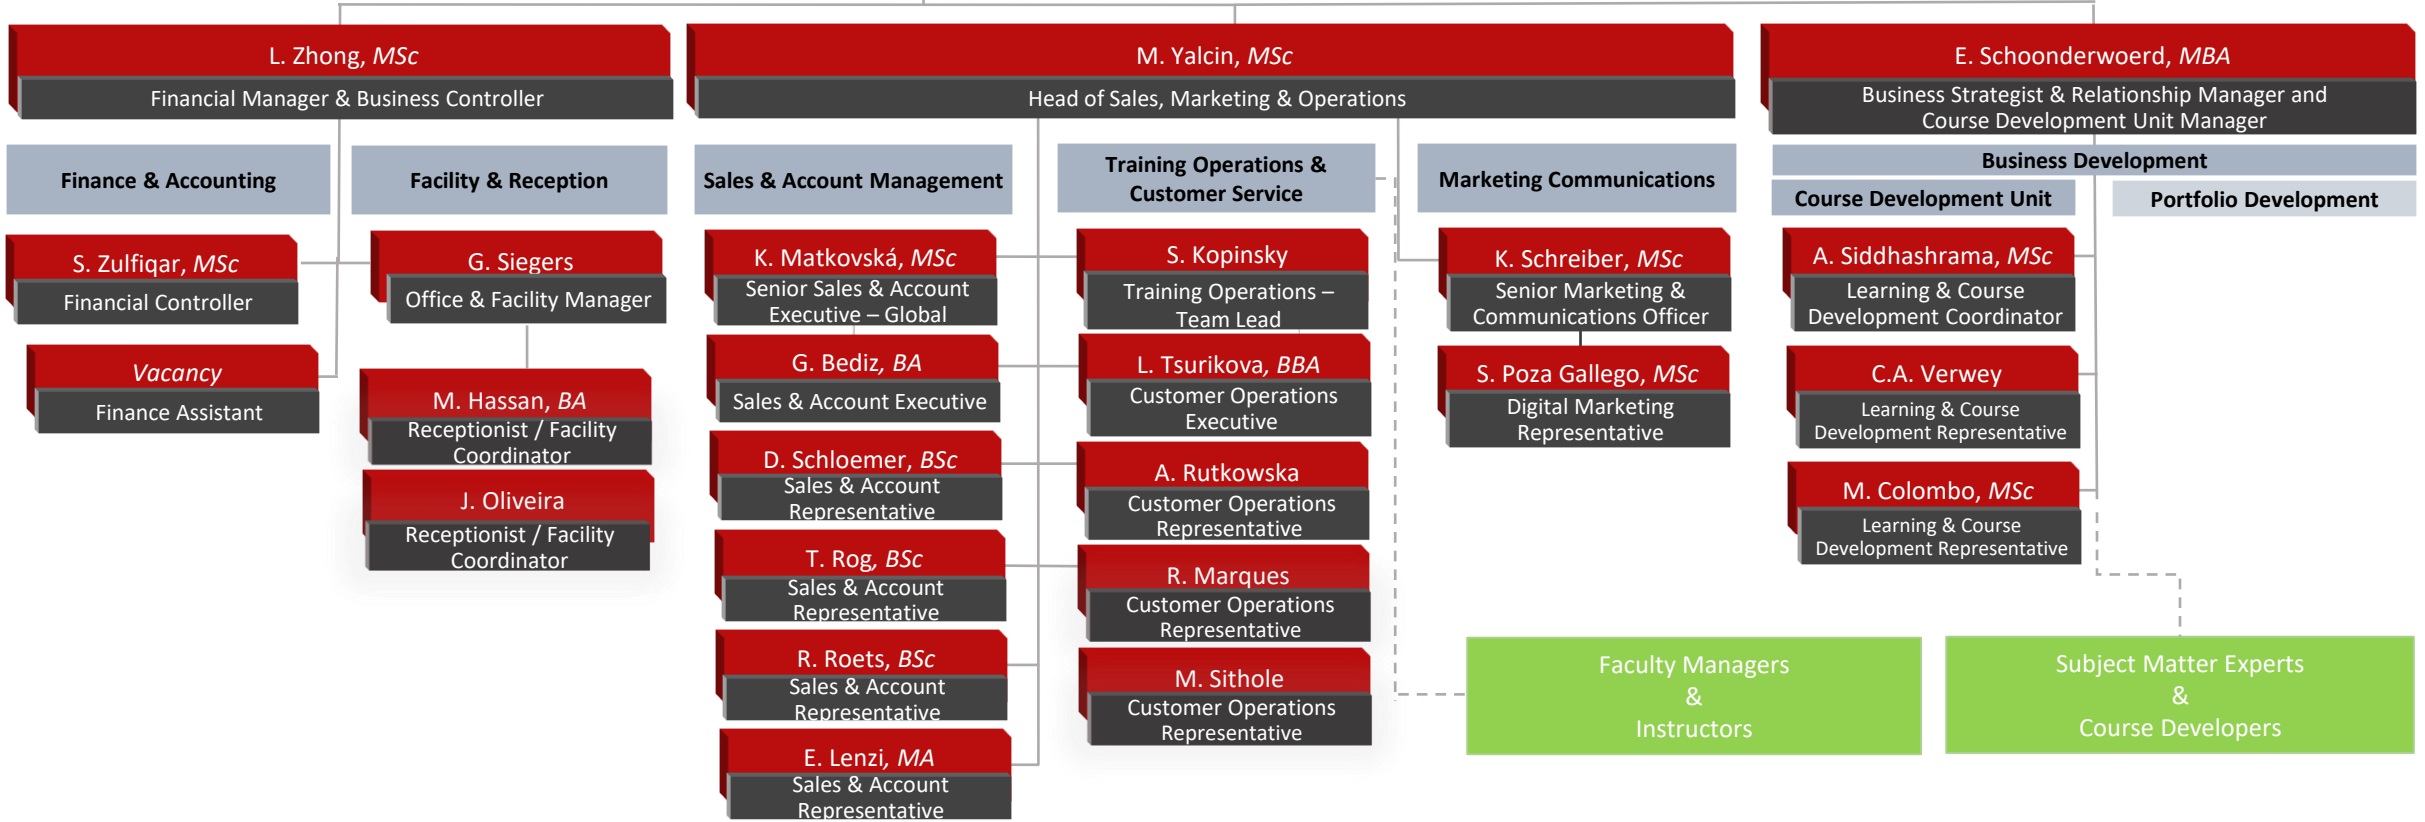 L. Zhong, MSc
Financial Manager & Business Controller
Finance & Accounting
S. Zulfiqar, MSc
Financial Controller
Vacancy
Finance Assistant
Facility & Reception
G. Siegers
Office & Facility Manager
M. Hassan, BA
Receptionist / Facility
Coordinator
J. Oliveira
Receptionist / Facility
Coordinator
M. Yalcin, MSc
Head of Sales, Marketing & Operations
Sales & Account Management
K. Matkovská, MSc
Senior Sales & Account
Executive – Global
G. Bediz, BA
Sales & Account Executive
D. Schloemer, BSc
Sales & Account
Representative
T. Rog, BSc
Sales & Account
Representative
R. Roets, BSc
Sales & Account
Representative
E. Lenzi, MA
Sales & Account
Representative
Training Operations &
Customer Service
S. Kopinsky
Training Operations –
Team Lead
L. Tsurikova, BBA
Customer Operations
Executive
A. Rutkowska
Customer Operations
Representative
R. Marques
Customer Operations
Representative
M. Sithole
Customer Operations
Representative
Marketing Communications
K. Schreiber, MSc
Senior Marketing &
Communications Officer
S. Poza Gallego, MSc
Digital Marketing
Representative
Faculty Managers
&
Instructors
E. Schoonderwoerd, MBA
Business Strategist & Relationship Manager and
Course Development Unit Manager
Business Development
Course Development Unit
Portfolio Development
A. Siddhashrama, MSc
Learning & Course
Development Coordinator
C.A. Verwey
Learning & Course
Development Representative
M. Colombo, MSc
Learning & Course
Development Representative
Subject Matter Experts
&
Course Developers